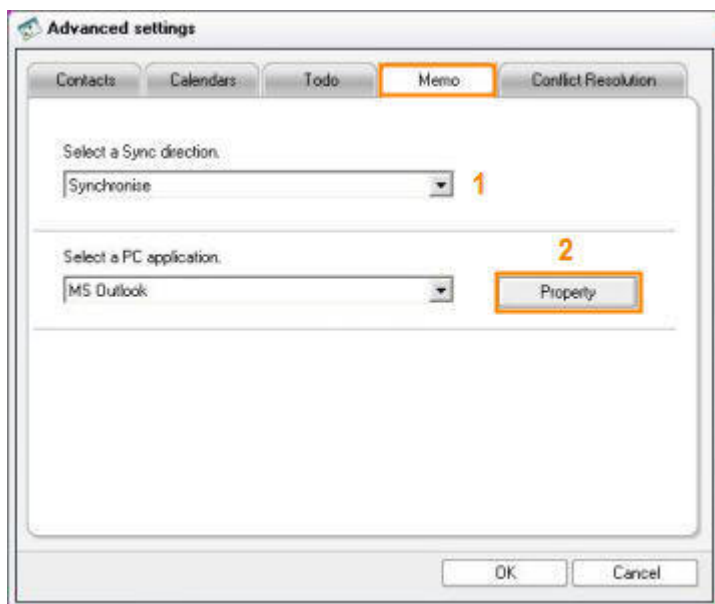 Advanced settings
Contacts Calendars Todo Memo Conflict Resolution
Select a Sync direction.
Synchronise 1
Select a PC application. 2
MS Outlook Property
OK Cancel